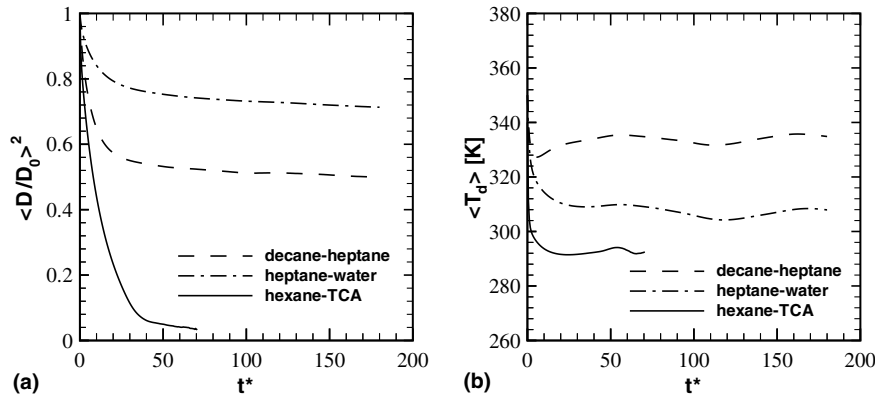 1
0.8
0.6
0.4
0.2
0
<D/D0>²
decane-heptane
heptane-water
hexane-TCA
0 50 100 150 200
(a) t*
380
360
340
320
300
280
260
<Td> [K]
decane-heptane
heptane-water
hexane-TCA
0 50 100 150 200
(b) t*